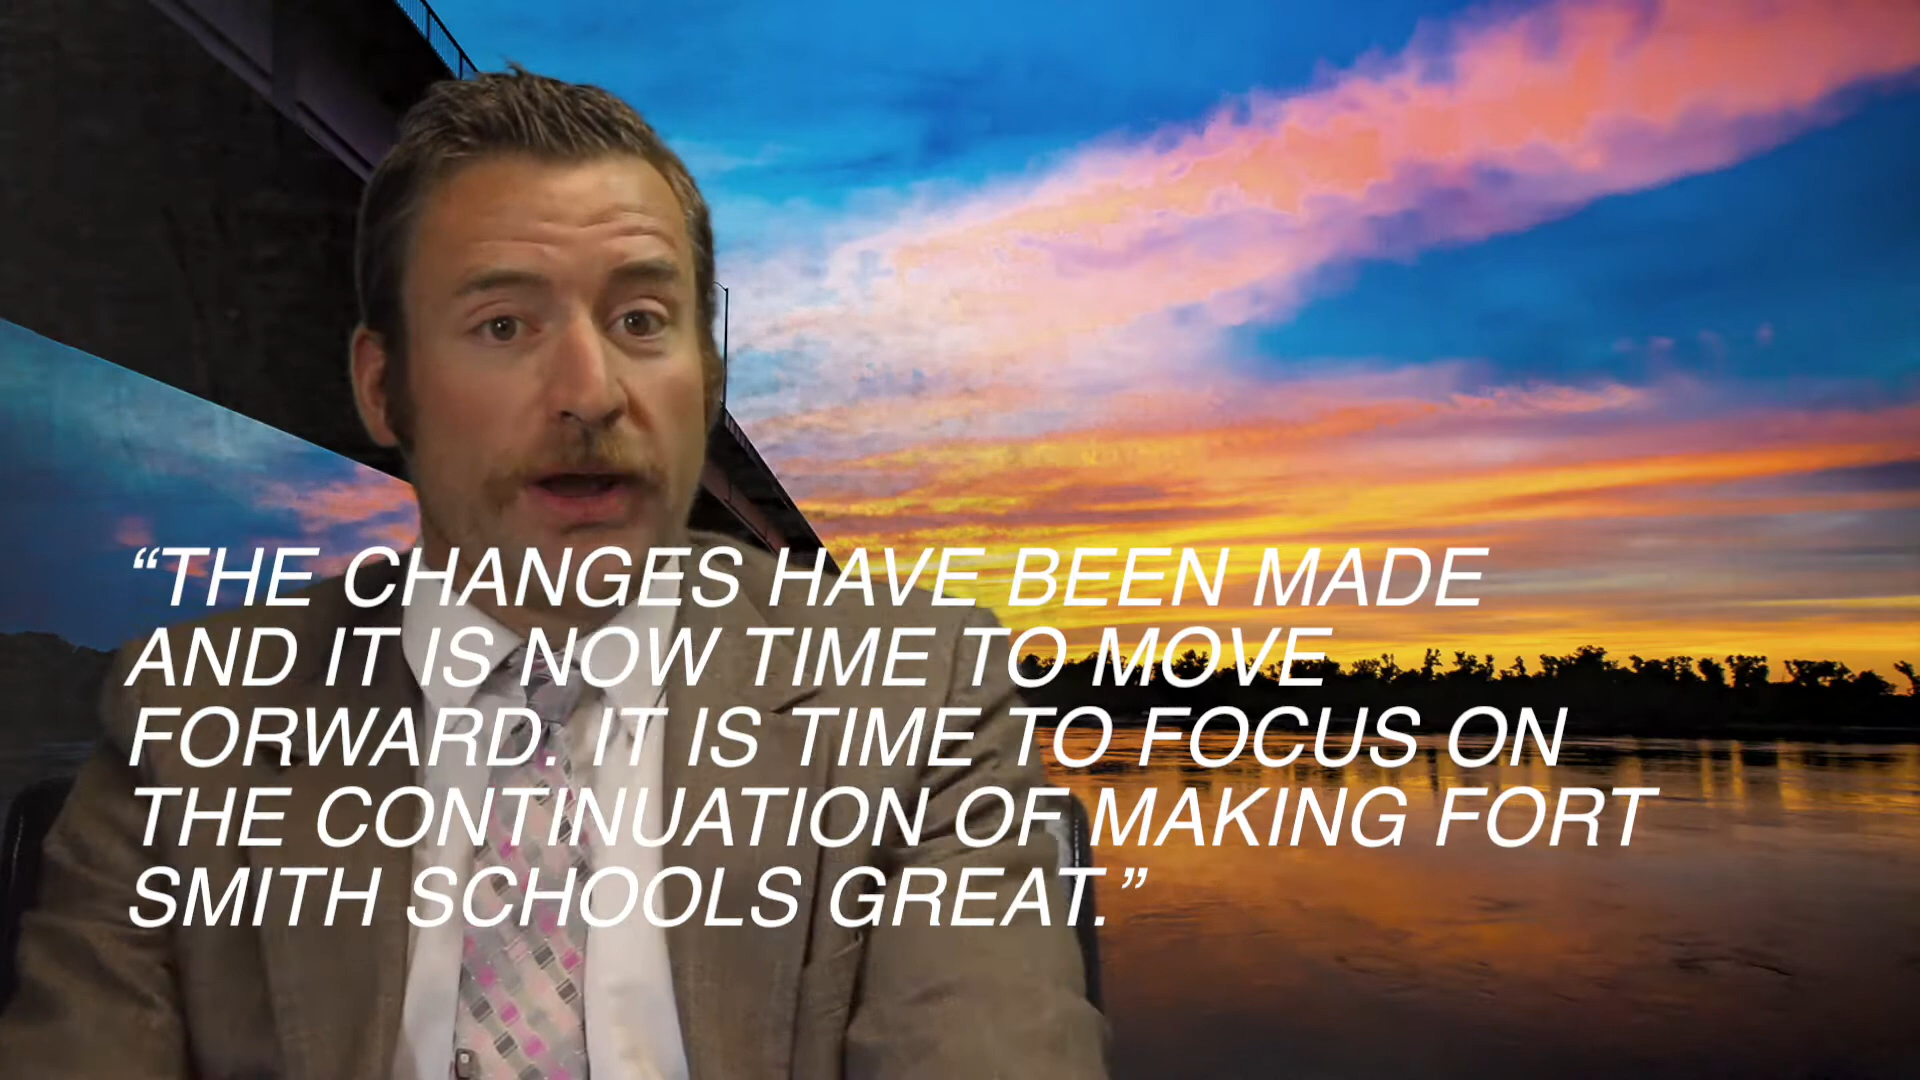 “THE CHANGES HAVE BEEN MADE
AND IT IS NOW TIME TO MOVE
FORWARD. IT IS TIME TO FOCUS ON
THE CONTINUATION OF MAKING FORT
SMITH SCHOOLS GREAT.”